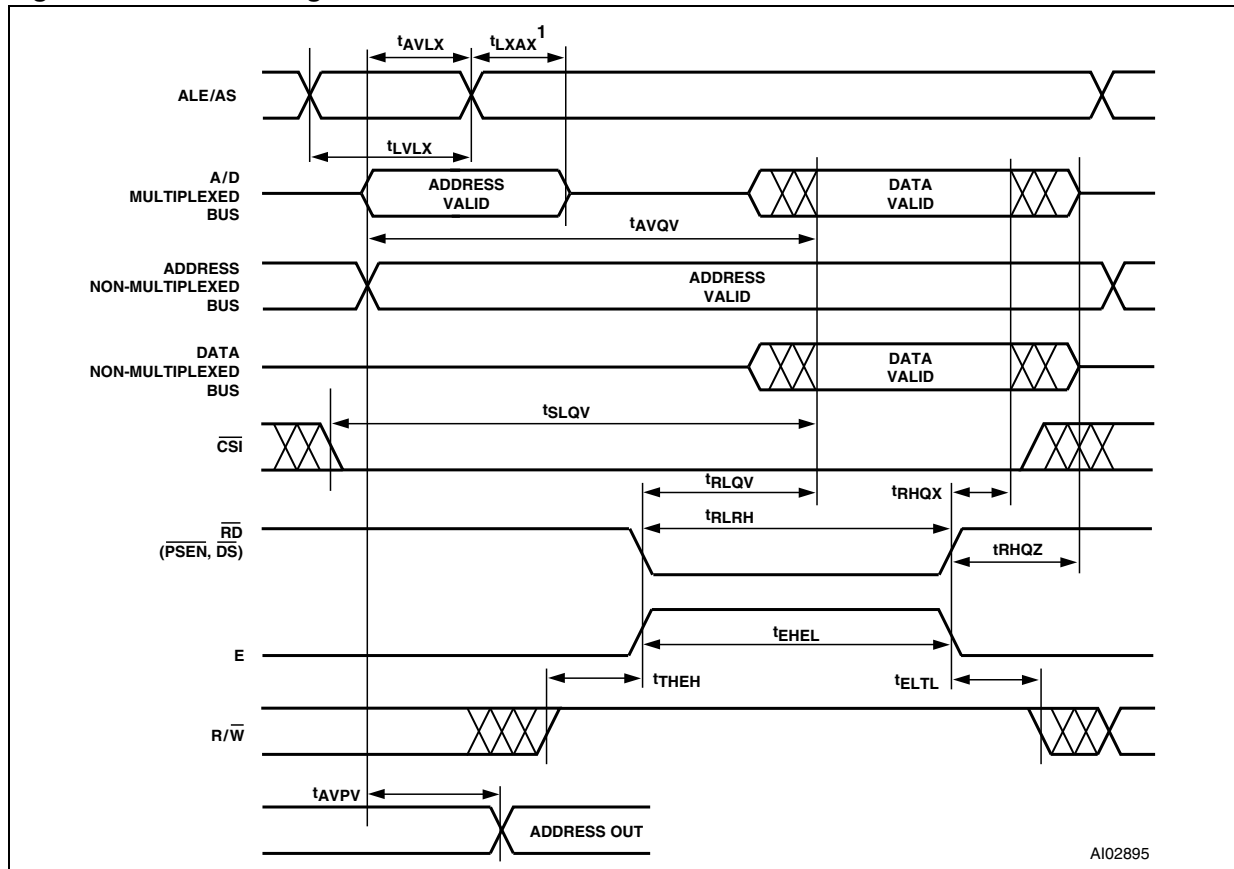 tAVLX tLXAX1
ALE/AS
tLVLX
A/D
MULTIPLEXED
BUS
ADDRESS
VALID
DATA
VALID
tAVQV
ADDRESS
NON-MULTIPLEXED
BUS
ADDRESS
VALID
DATA
NON-MULTIPLEXED
BUS
DATA
VALID
tSLQV
CSI
tRLQV tRHQX
tRLRH
RD
(PSEN, DS)
tRHQZ
tEHEL
E
tTHEH tELTL
R/W
tAVPV
ADDRESS OUT
AI02895